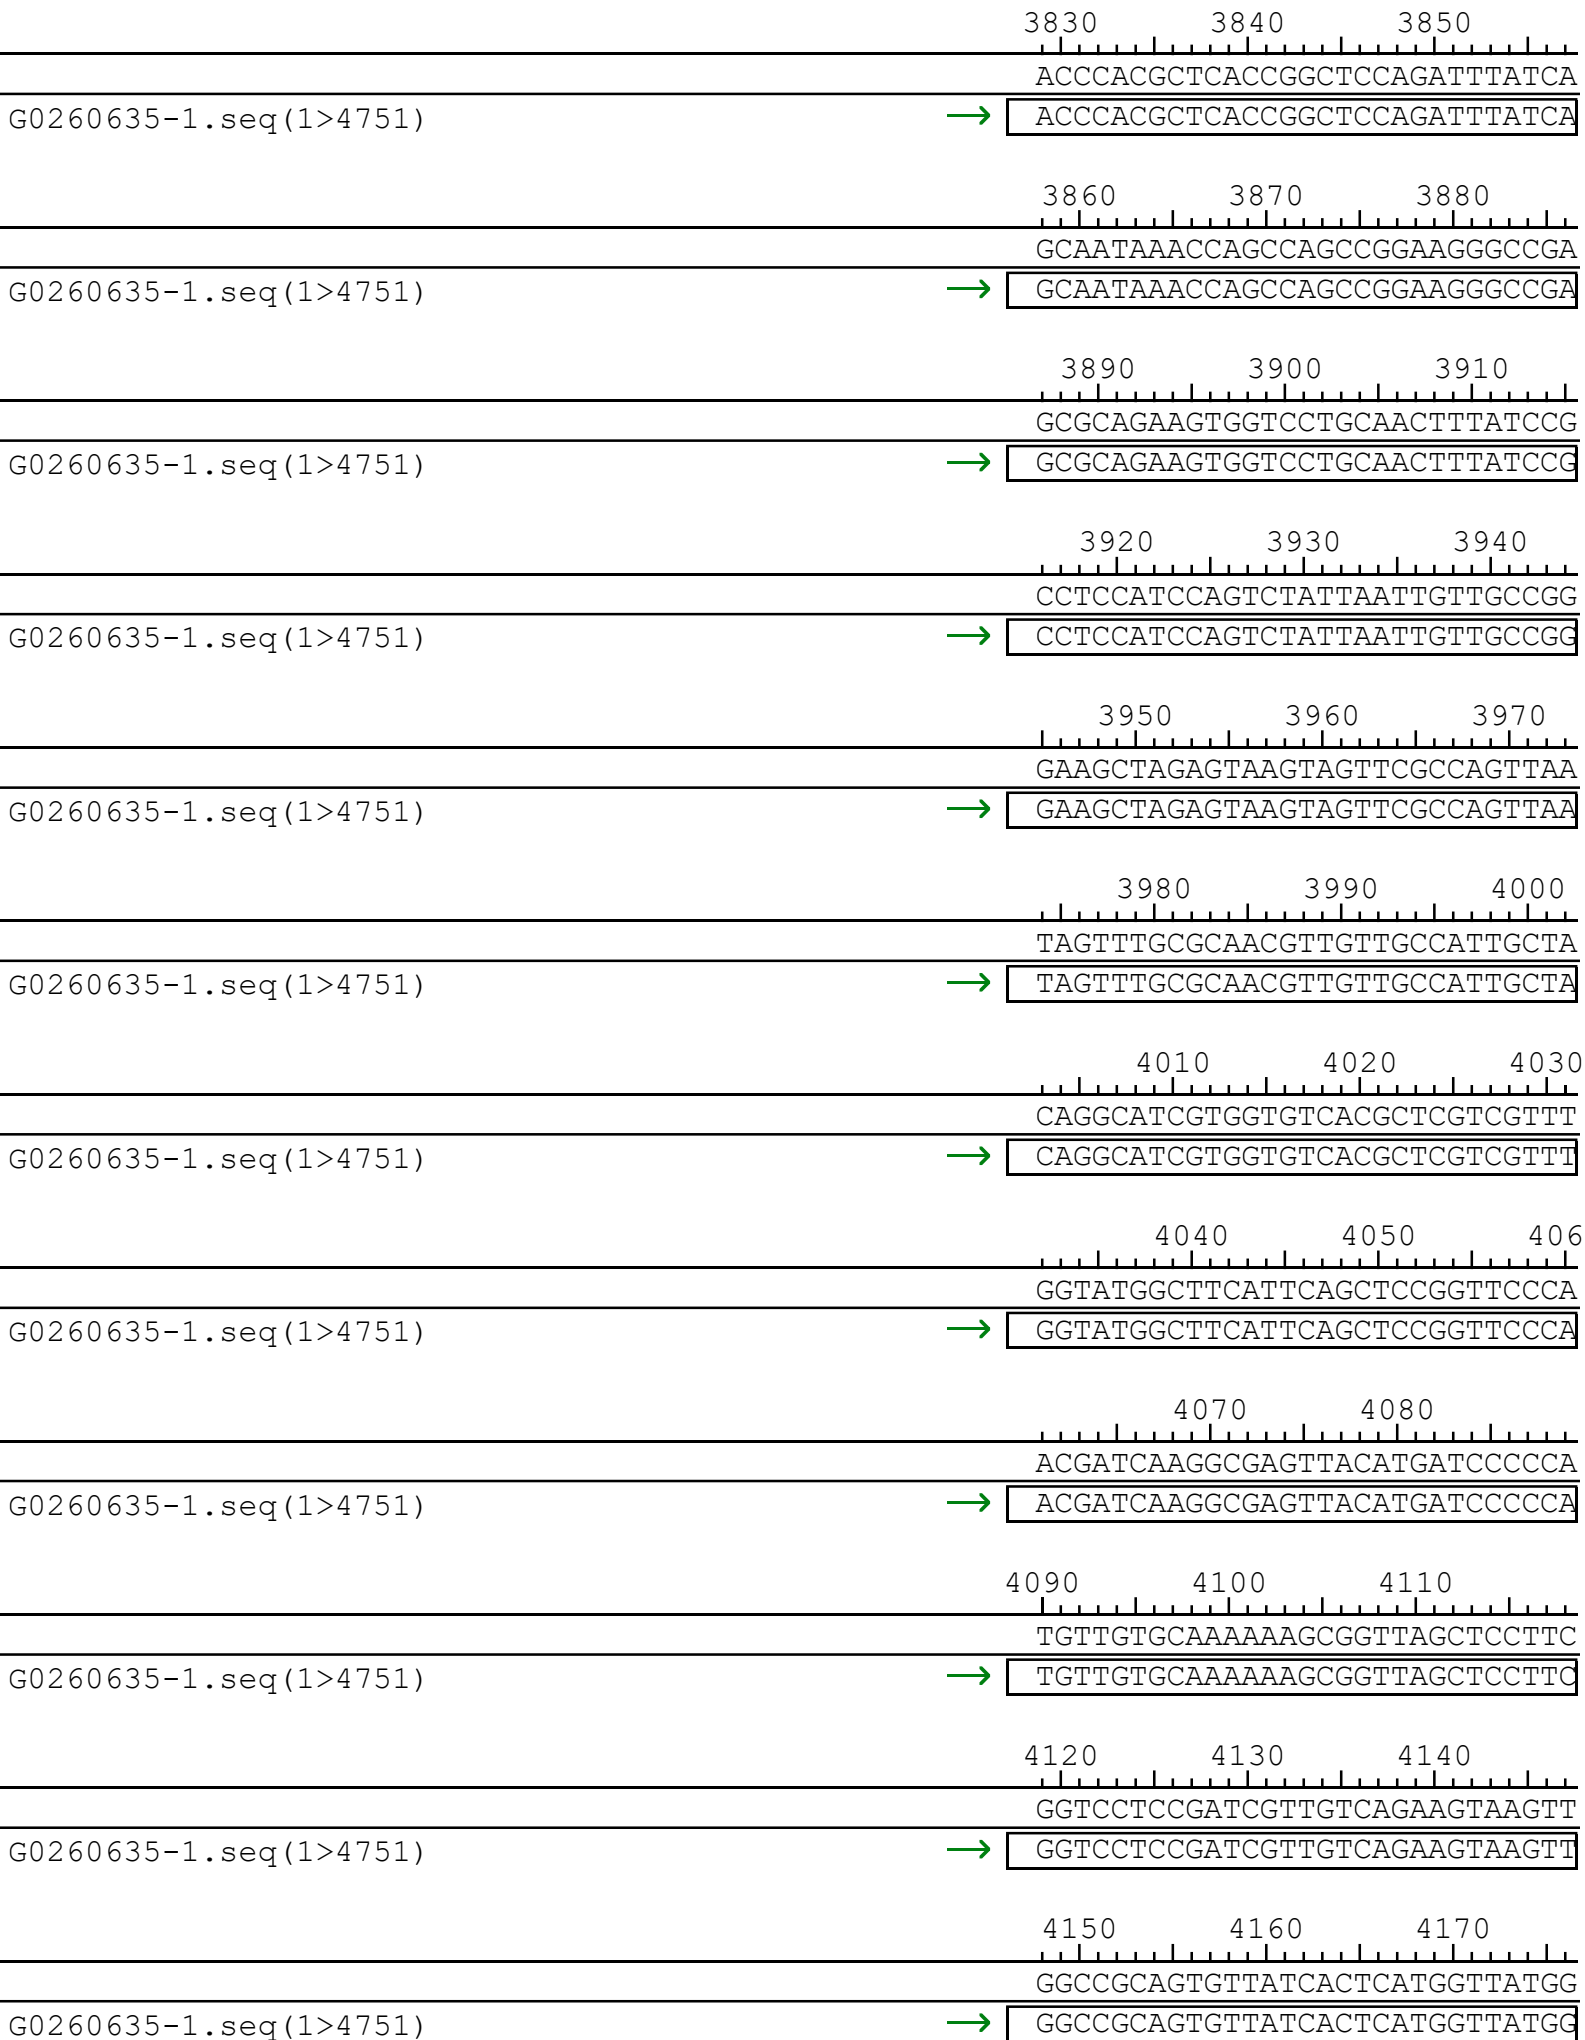 3830 3840 3850
ACCCACGCTCACCGGCTCCAGATTTATCA
G0260635-1.seq(1>4751) → ACCCACGCTCACCGGCTCCAGATTTATCA
3860 3870 3880
GCAATAAACCAGCCAGCCGGAAGGGCCGA
G0260635-1.seq(1>4751) → GCAATAAACCAGCCAGCCGGAAGGGCCGA
3890 3900 3910
GCGCAGAAGTGGTCCTGCAACTTTATCCG
G0260635-1.seq(1>4751) → GCGCAGAAGTGGTCCTGCAACTTTATCCG
3920 3930 3940
CCTCCATCCAGTCTATTAATTGTTGCCGG
G0260635-1.seq(1>4751) → CCTCCATCCAGTCTATTAATTGTTGCCGG
3950 3960 3970
GAAGCTAGAGTAAGTAGTTCGCCAGTTAA
G0260635-1.seq(1>4751) → GAAGCTAGAGTAAGTAGTTCGCCAGTTAA
3980 3990 4000
TAGTTTGCGCAACGTTGTTGCCATTGCTA
G0260635-1.seq(1>4751) → TAGTTTGCGCAACGTTGTTGCCATTGCTA
4010 4020 4030
CAGGCATCGTGGTGTCACGCTCGTCGTTT
G0260635-1.seq(1>4751) → CAGGCATCGTGGTGTCACGCTCGTCGTTT
4040 4050 406
GGTATGGCTTCATTCAGCTCCGGTTCCCA
G0260635-1.seq(1>4751) → GGTATGGCTTCATTCAGCTCCGGTTCCCA
4070 4080
ACGATCAAGGCGAGTTACATGATCCCCCA
G0260635-1.seq(1>4751) → ACGATCAAGGCGAGTTACATGATCCCCCA
4090 4100 4110
TGTTGTGCAAAAAAGCGGTTAGCTCCTTC
G0260635-1.seq(1>4751) → TGTTGTGCAAAAAAGCGGTTAGCTCCTTC
4120 4130 4140
GGTCCTCCGATCGTTGTCAGAAGTAAGTT
G0260635-1.seq(1>4751) → GGTCCTCCGATCGTTGTCAGAAGTAAGTT
4150 4160 4170
GGCCGCAGTGTTATCACTCATGGTTATGG
G0260635-1.seq(1>4751) → GGCCGCAGTGTTATCACTCATGGTTATGG